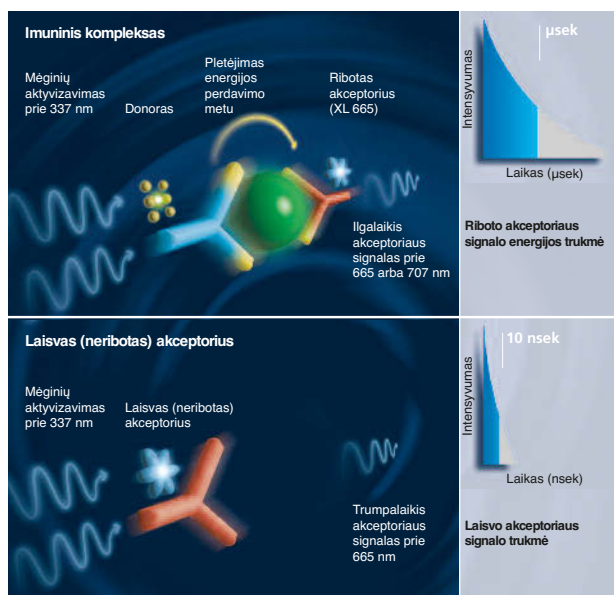 Imuninis kompleksas
Mėginių
aktyvizavimas
prie 337 nm
Donoras
Pletėjimas
energijos
perdavimo
metu
Ribotas
akceptorius
(XL 665)
Ilgalaikis
akceptoriaus
signalas prie
665 arba 707 nm
µsek
Intensyvumas
Laikas (µsek)
Riboto akceptoriaus
signalo energijos trukmė
Laisvas (neribotas) akceptorius
Mėginių
aktyvizavimas
prie 337 nm
Laisvas (neribotas)
akceptorius
Trumpalaikis
akceptoriaus
signalas prie
665 nm
10 nsek
Intensyvumas
Laikas (nsek)
Laisvo akceptoriaus
signalo trukmė